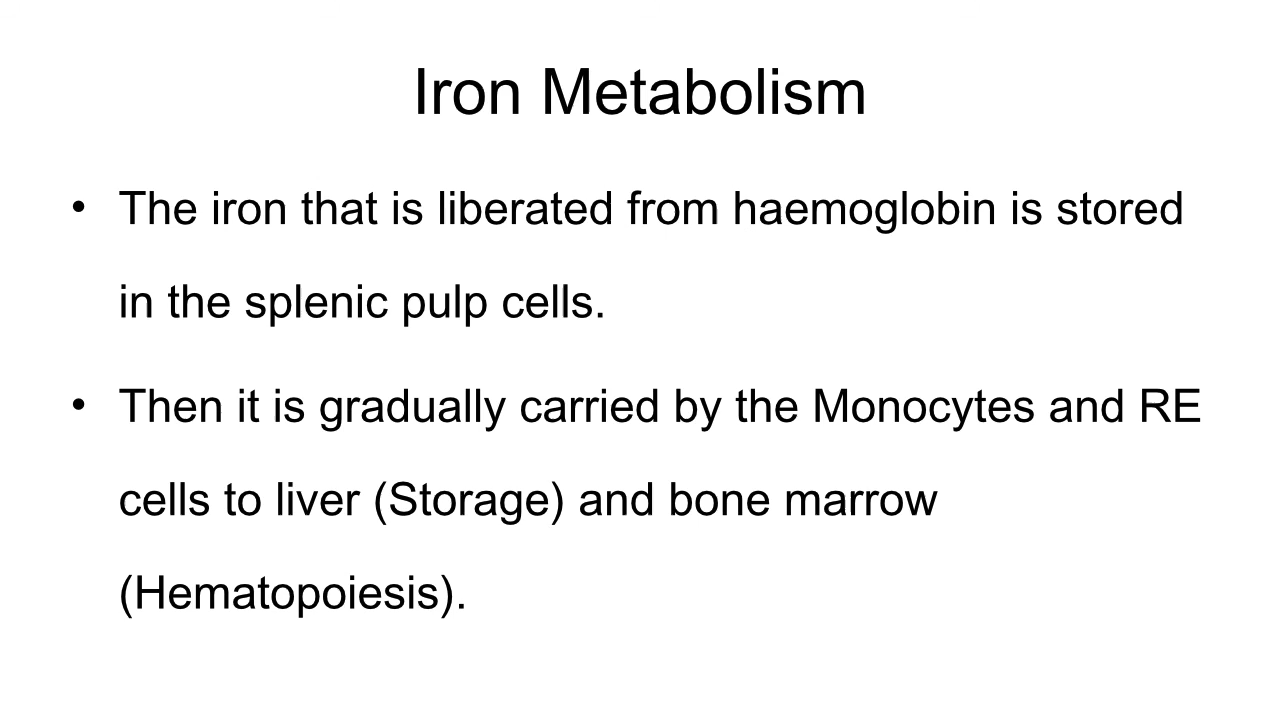 Iron Metabolism
• The iron that is liberated from haemoglobin is stored
in the splenic pulp cells.
• Then it is gradually carried by the Monocytes and RE
cells to liver (Storage) and bone marrow
(Hematopoiesis).